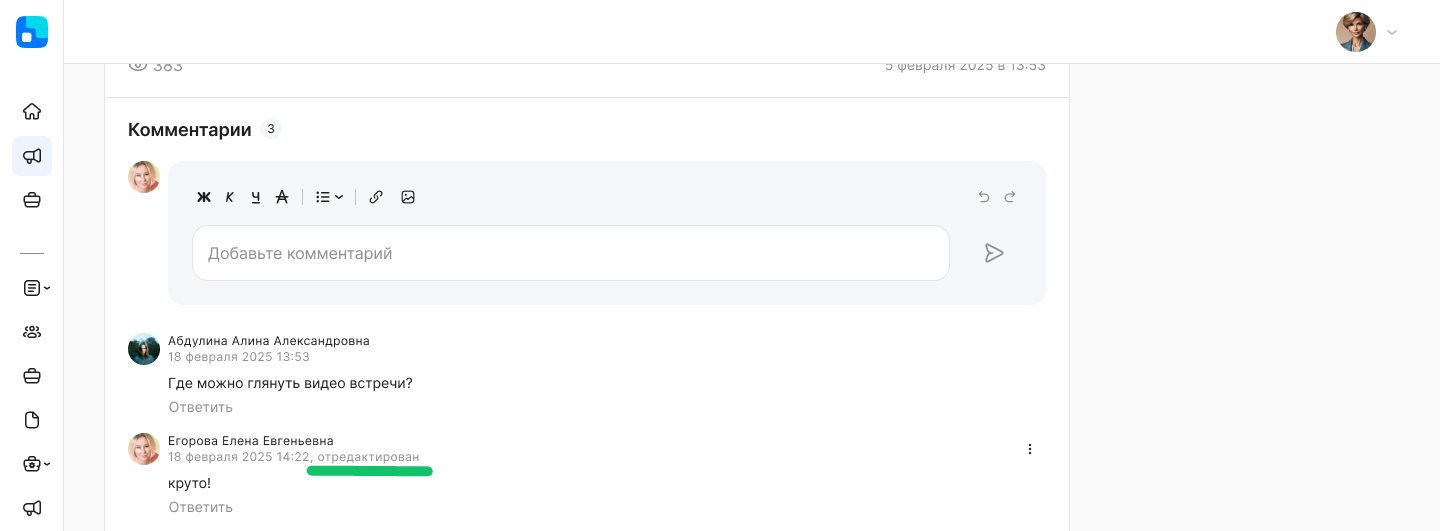 383
5 февраля 2025 в 13:53
Комментарии 3
Ж К Ч А
Добавьте комментарий
Абдулина Алина Александровна
18 февраля 2025 13:53
Где можно глянуть видео встречи?
Ответить
Егорова Елена Евгеньевна
18 февраля 2025 14:22, отредактирован
круто!
Ответить